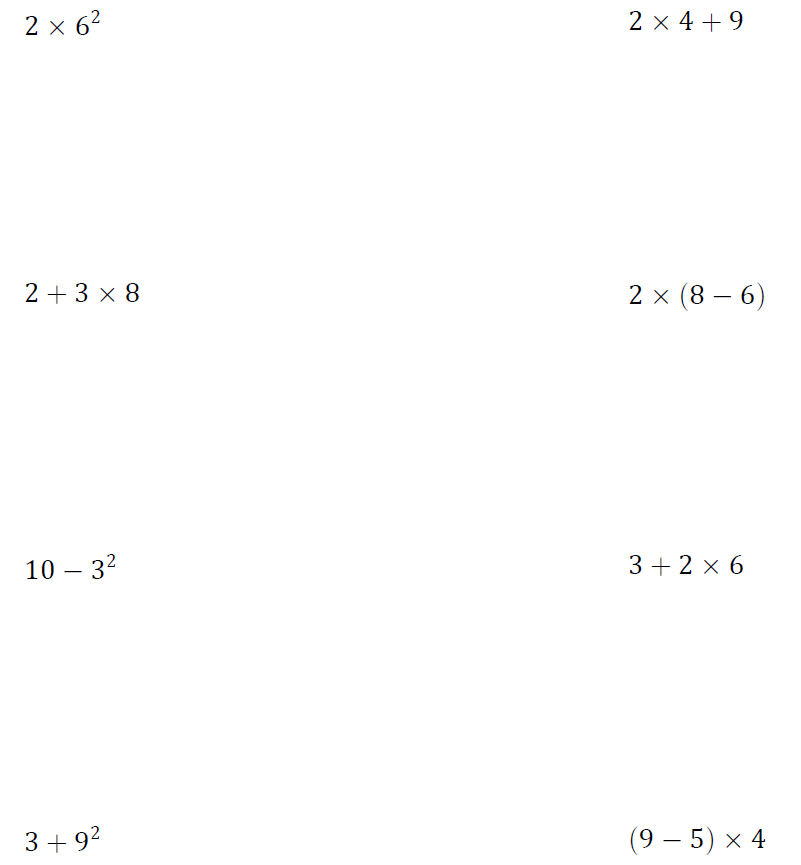 2 × 6²
2 × 4 + 9
2 + 3 × 8
2 × (8 − 6)
10 − 3²
3 + 2 × 6
3 + 9²
(9 − 5) × 4